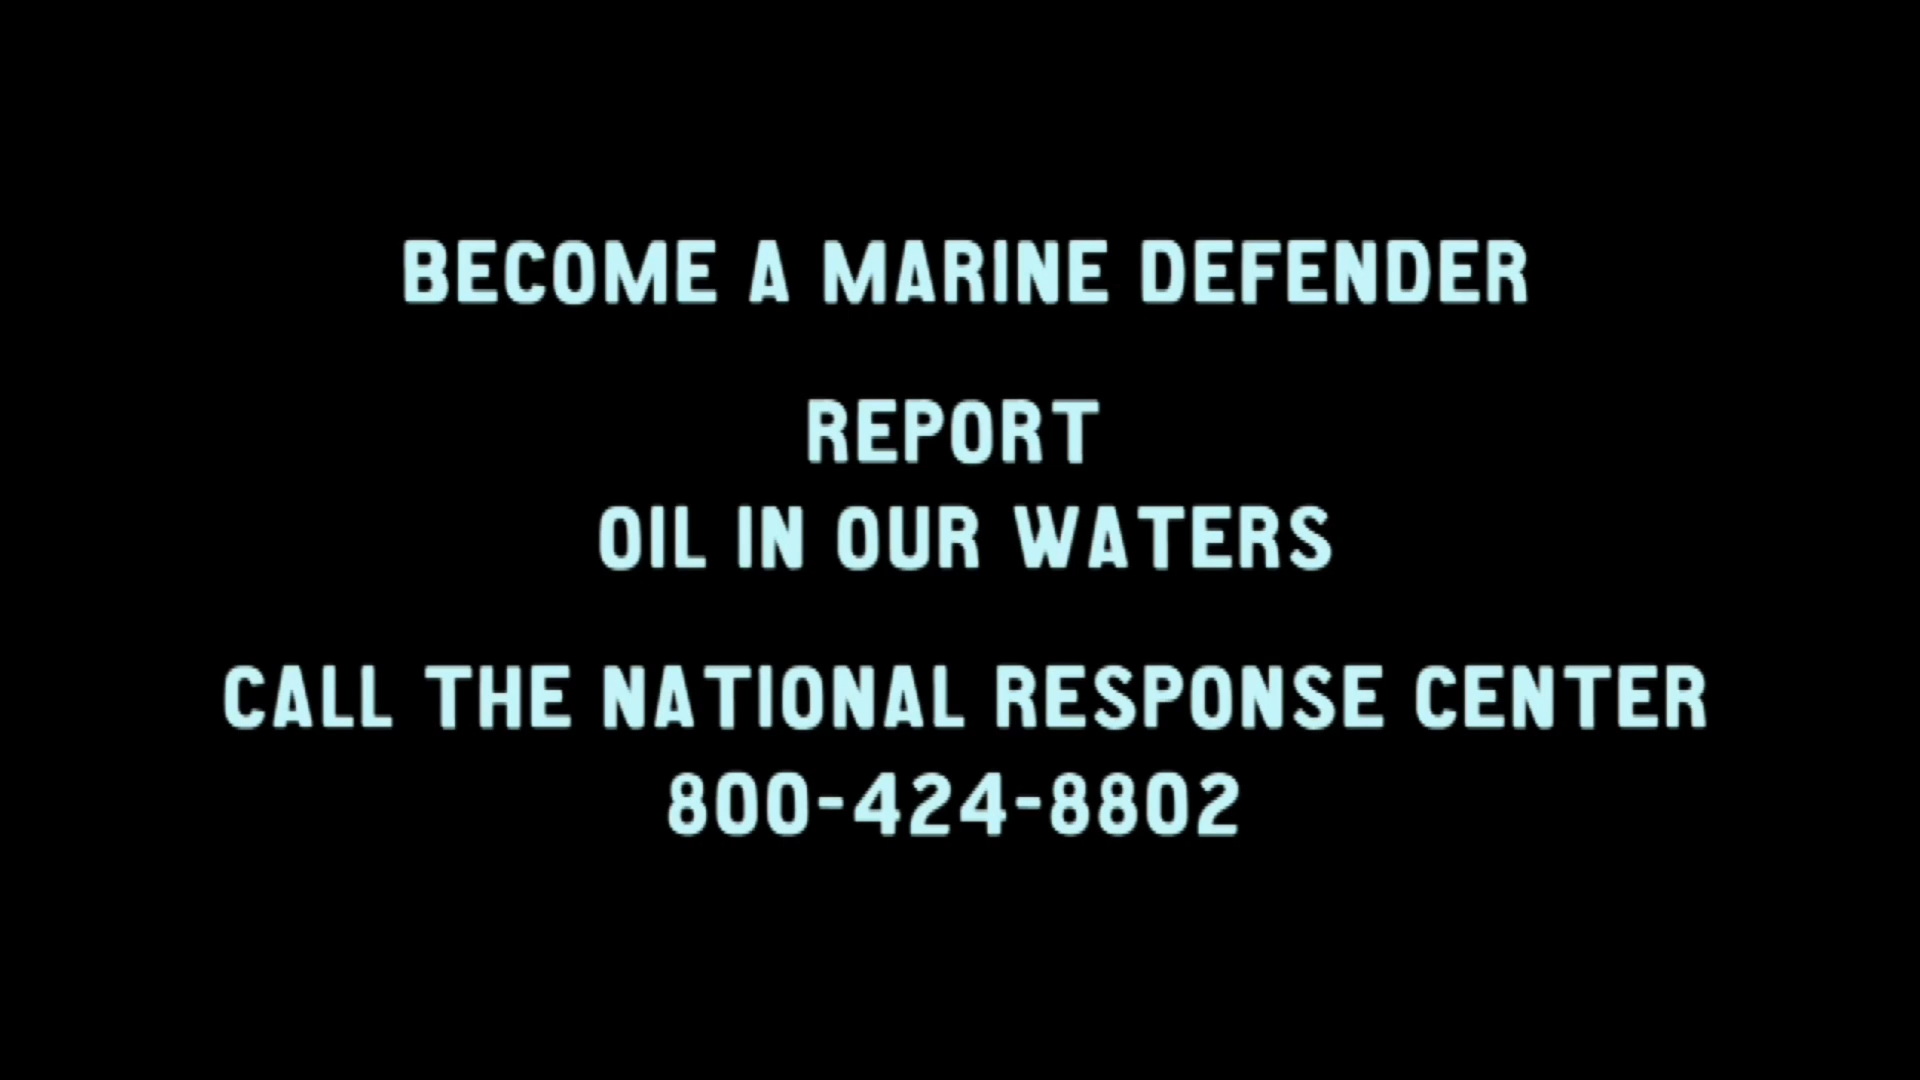 BECOME A MARINE DEFENDER
REPORT
OIL IN OUR WATERS
CALL THE NATIONAL RESPONSE CENTER
800-424-8802